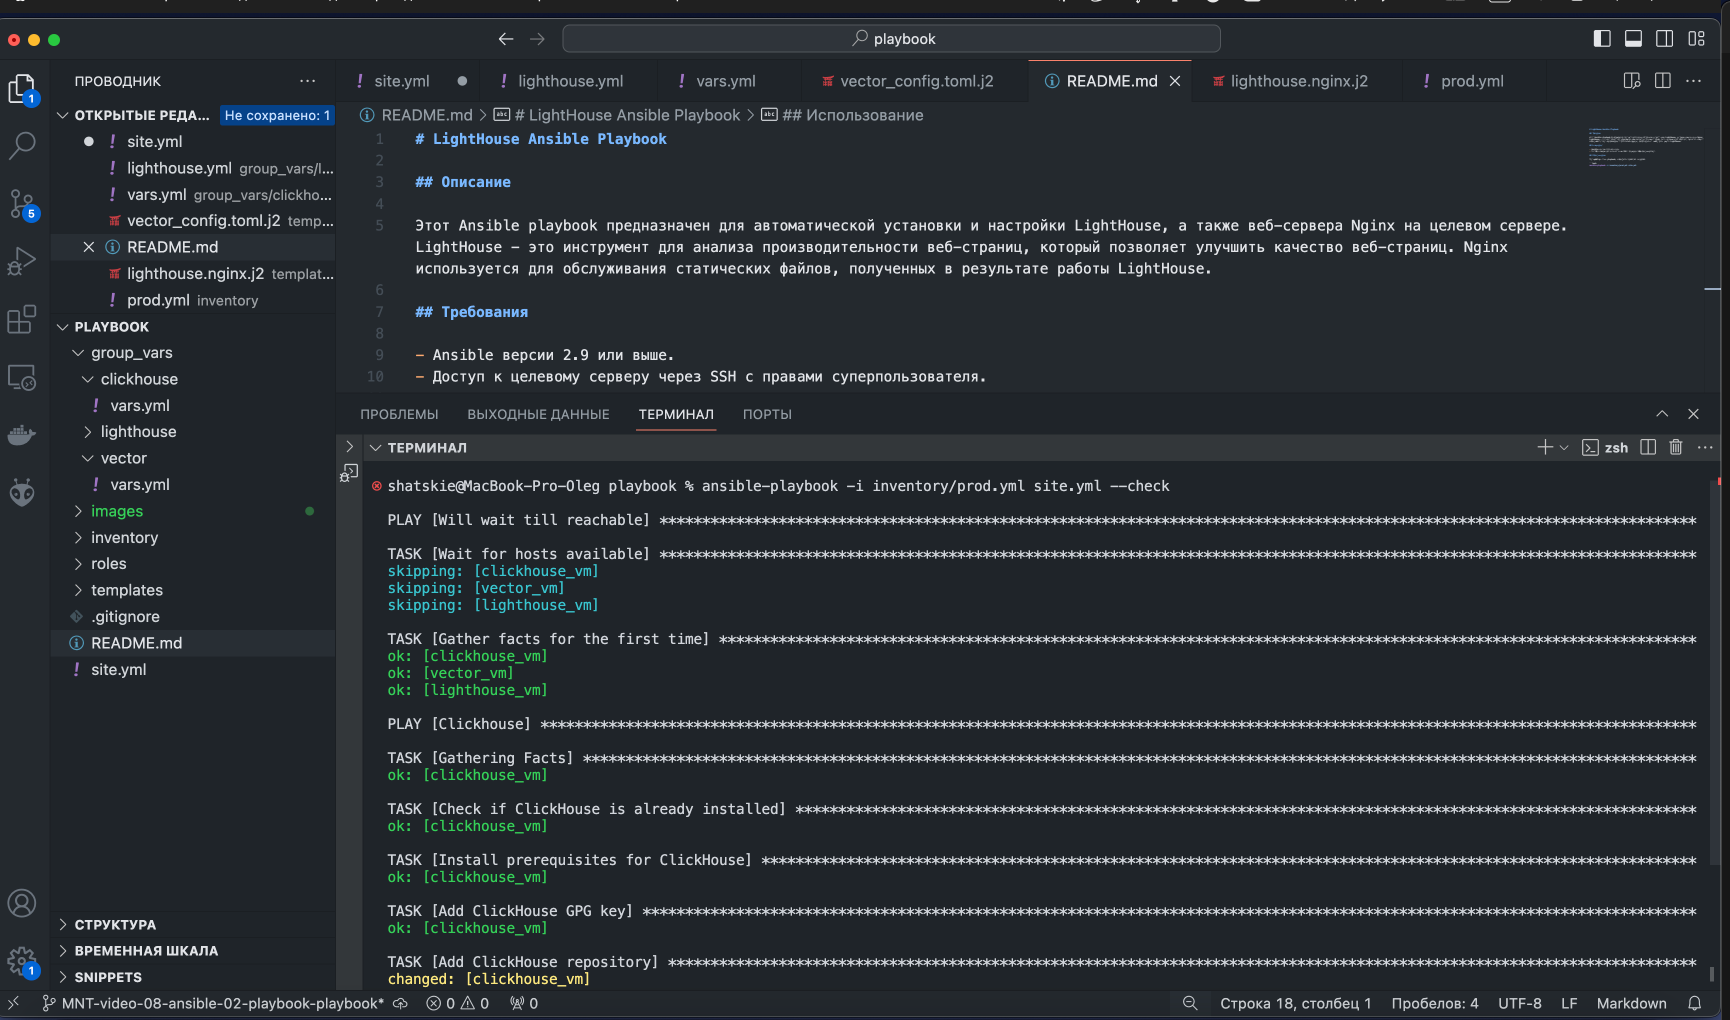 playbook
ПРОВОДНИК
site.yml
lighthouse.yml
vars.yml
vector_config.toml.j2
README.md
lighthouse.nginx.j2
prod.yml
ОТКРЫТЫЕ РЕДА... Не сохранено: 1
site.yml
lighthouse.yml group_vars/l...
vars.yml group_vars/clickho...
vector_config.toml.j2 temp...
README.md
lighthouse.nginx.j2 templat...
prod.yml inventory
PLAYBOOK
group_vars
clickhouse
vars.yml
lighthouse
vector
vars.yml
images
inventory
roles
templates
.gitignore
README.md
site.yml
СТРУКТУРА
ВРЕМЕННАЯ ШКАЛА
SNIPPETS
1
5
1
README.md > # LightHouse Ansible Playbook > ## Использование
1 # LightHouse Ansible Playbook
2
3 ## Описание
4
5 Этот Ansible playbook предназначен для автоматической установки и настройки LightHouse, а также веб-сервера Nginx на целевом сервере.
LightHouse – это инструмент для анализа производительности веб-страниц, который позволяет улучшить качество веб-страниц. Nginx
используется для обслуживания статических файлов, полученных в результате работы LightHouse.
6
7 ## Требования
8
9 - Ansible версии 2.9 или выше.
10 - Доступ к целевому серверу через SSH с правами суперпользователя.
ПРОБЛЕМЫ ВЫХОДНЫЕ ДАННЫЕ ТЕРМИНАЛ ПОРТЫ
ТЕРМИНАЛ
zsh
shatskie@MacBook-Pro-Oleg playbook % ansible-playbook -i inventory/prod.yml site.yml --check
PLAY [Will wait till reachable] **************************************************************************************************************************
TASK [Wait for hosts available] **************************************************************************************************************************
skipping: [clickhouse_vm]
skipping: [vector_vm]
skipping: [lighthouse_vm]
TASK [Gather facts for the first time] *******************************************************************************************************************
ok: [clickhouse_vm]
ok: [vector_vm]
ok: [lighthouse_vm]
PLAY [Clickhouse] ****************************************************************************************************************************************
TASK [Gathering Facts] ***********************************************************************************************************************************
ok: [clickhouse_vm]
TASK [Check if ClickHouse is already installed] **********************************************************************************************************
ok: [clickhouse_vm]
TASK [Install prerequisites for ClickHouse] **************************************************************************************************************
ok: [clickhouse_vm]
TASK [Add ClickHouse GPG key] ****************************************************************************************************************************
ok: [clickhouse_vm]
TASK [Add ClickHouse repository] *************************************************************************************************************************
changed: [clickhouse_vm]
MNT-video-08-ansible-02-playbook-playbook* 0 0 0 Строка 18, столбец 1 Пробелов: 4 UTF-8 LF Markdown